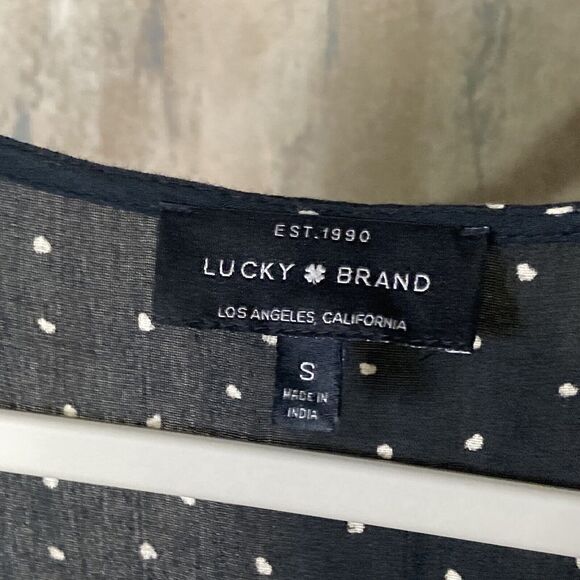 EST.1990
LUCKY BRAND
LOS ANGELES, CALIFORNIA
S
MADE IN
INDIA